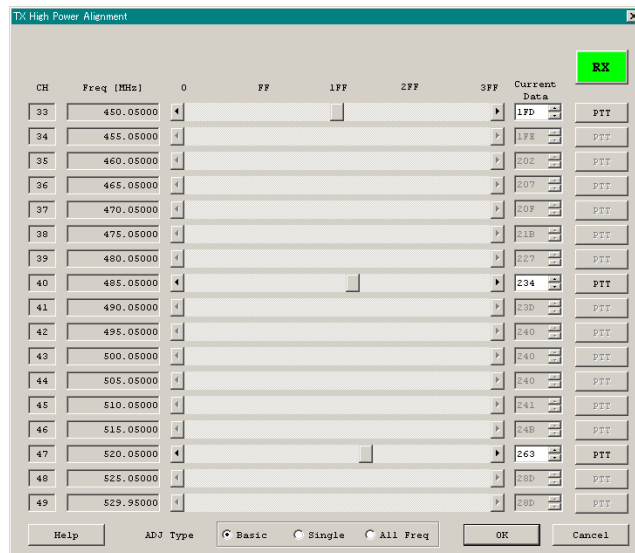 TX High Power Alignment
RX
CH Freq [MHz] 0 FF 1FF 2FF 3FF Current Data
33 450.05000 1FD PTT
34 455.05000 1FE PTT
35 460.05000 202 PTT
36 465.05000 207 PTT
37 470.05000 20F PTT
38 475.05000 21B PTT
39 480.05000 227 PTT
40 485.05000 234 PTT
41 490.05000 23D PTT
42 495.05000 240 PTT
43 500.05000 240 PTT
44 505.05000 240 PTT
45 510.05000 241 PTT
46 515.05000 24B PTT
47 520.05000 263 PTT
48 525.05000 28D PTT
49 529.95000 28D PTT
Help ADJ Type Basic Single All Freq OK Cancel